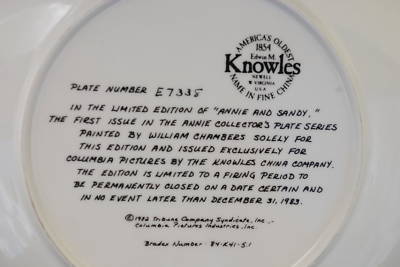 AMERICA'S OLDEST
1854
Edwin M.
Knowles
NEWELL
W. VIRGINIA
U.S.A.
NAME IN FINE CHINA
PLATE NUMBER E7335
IN THE LIMITED EDITION OF "ANNIE AND SANDY,"
THE FIRST ISSUE IN THE ANNIE COLLECTOR'S PLATE SERIES
PAINTED BY WILLIAM CHAMBERS SOLELY FOR
THIS EDITION AND ISSUED EXCLUSIVELY FOR
COLUMBIA PICTURES BY THE KNOWLES CHINA COMPANY.
THE EDITION IS LIMITED TO A FIRING PERIOD TO
BE PERMANENTLY CLOSED ON A DATE CERTAIN AND
IN NO EVENT LATER THAN DECEMBER 31, 1983.
©1982 Tribune Company Syndicate, Inc.,
Columbia Pictures Industries, Inc.
Bradex Number: 84-K41-5.1